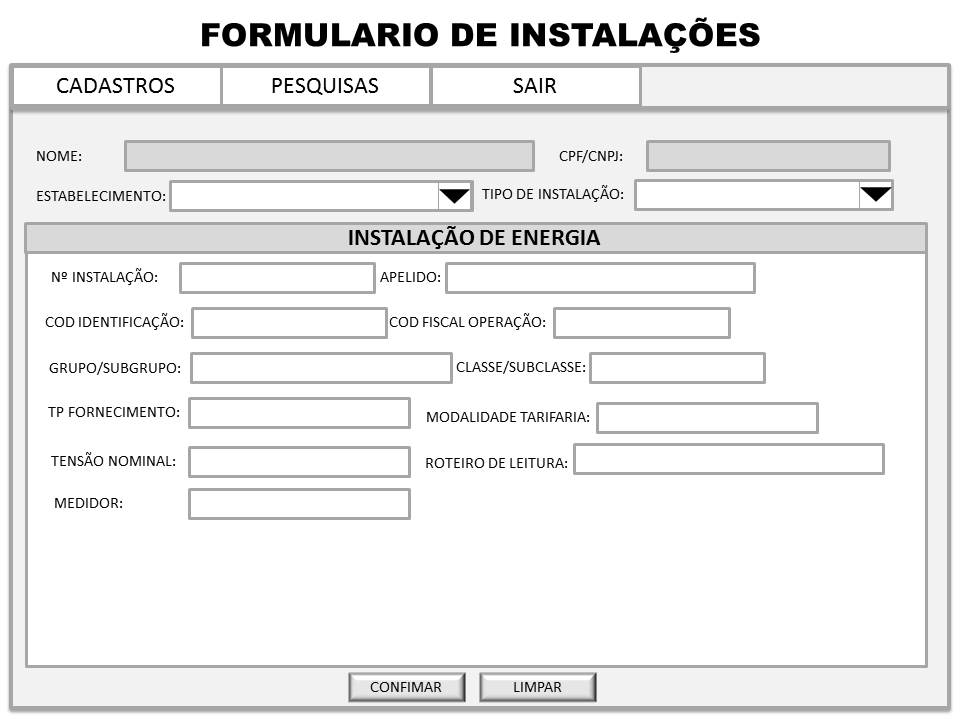 FORMULARIO DE INSTALAÇÕES
CADASTROS PESQUISAS SAIR
NOME: CPF/CNPJ:
ESTABELECIMENTO: TIPO DE INSTALAÇÃO:
INSTALAÇÃO DE ENERGIA
Nº INSTALAÇÃO: APELIDO:
COD IDENTIFICAÇÃO: COD FISCAL OPERAÇÃO:
GRUPO/SUBGRUPO: CLASSE/SUBCLASSE:
TP FORNECIMENTO: MODALIDADE TARIFARIA:
TENSÃO NOMINAL: ROTEIRO DE LEITURA:
MEDIDOR:
CONFIMAR LIMPAR